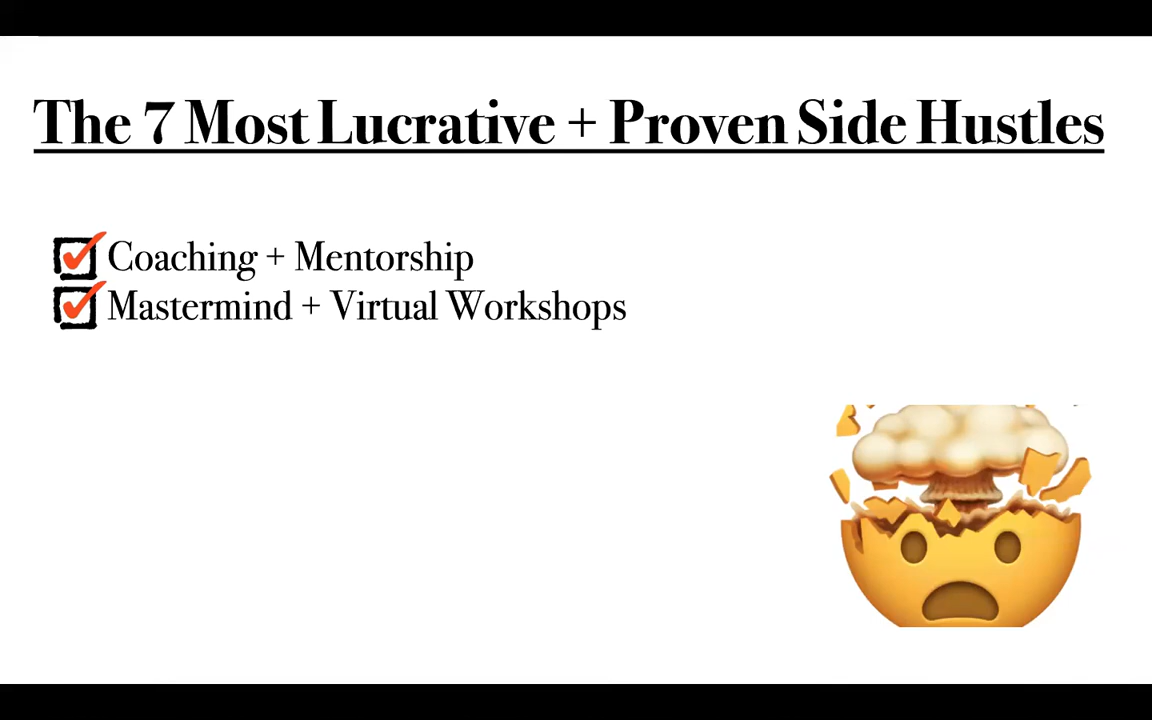 The 7 Most Lucrative + Proven Side Hustles
Coaching + Mentorship
Mastermind + Virtual Workshops